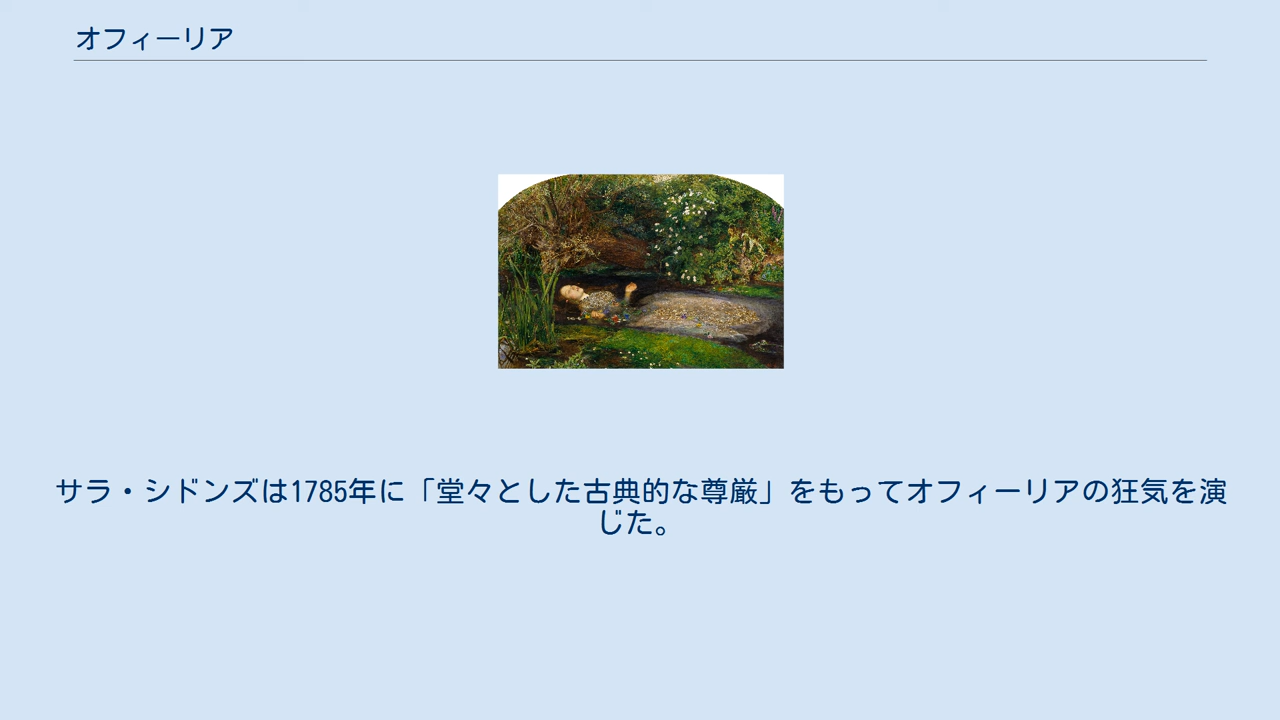 オフィーリア
サラ・シドンズは1785年に「堂々とした古典的な尊厳」をもってオフィーリアの狂気を演
じた。